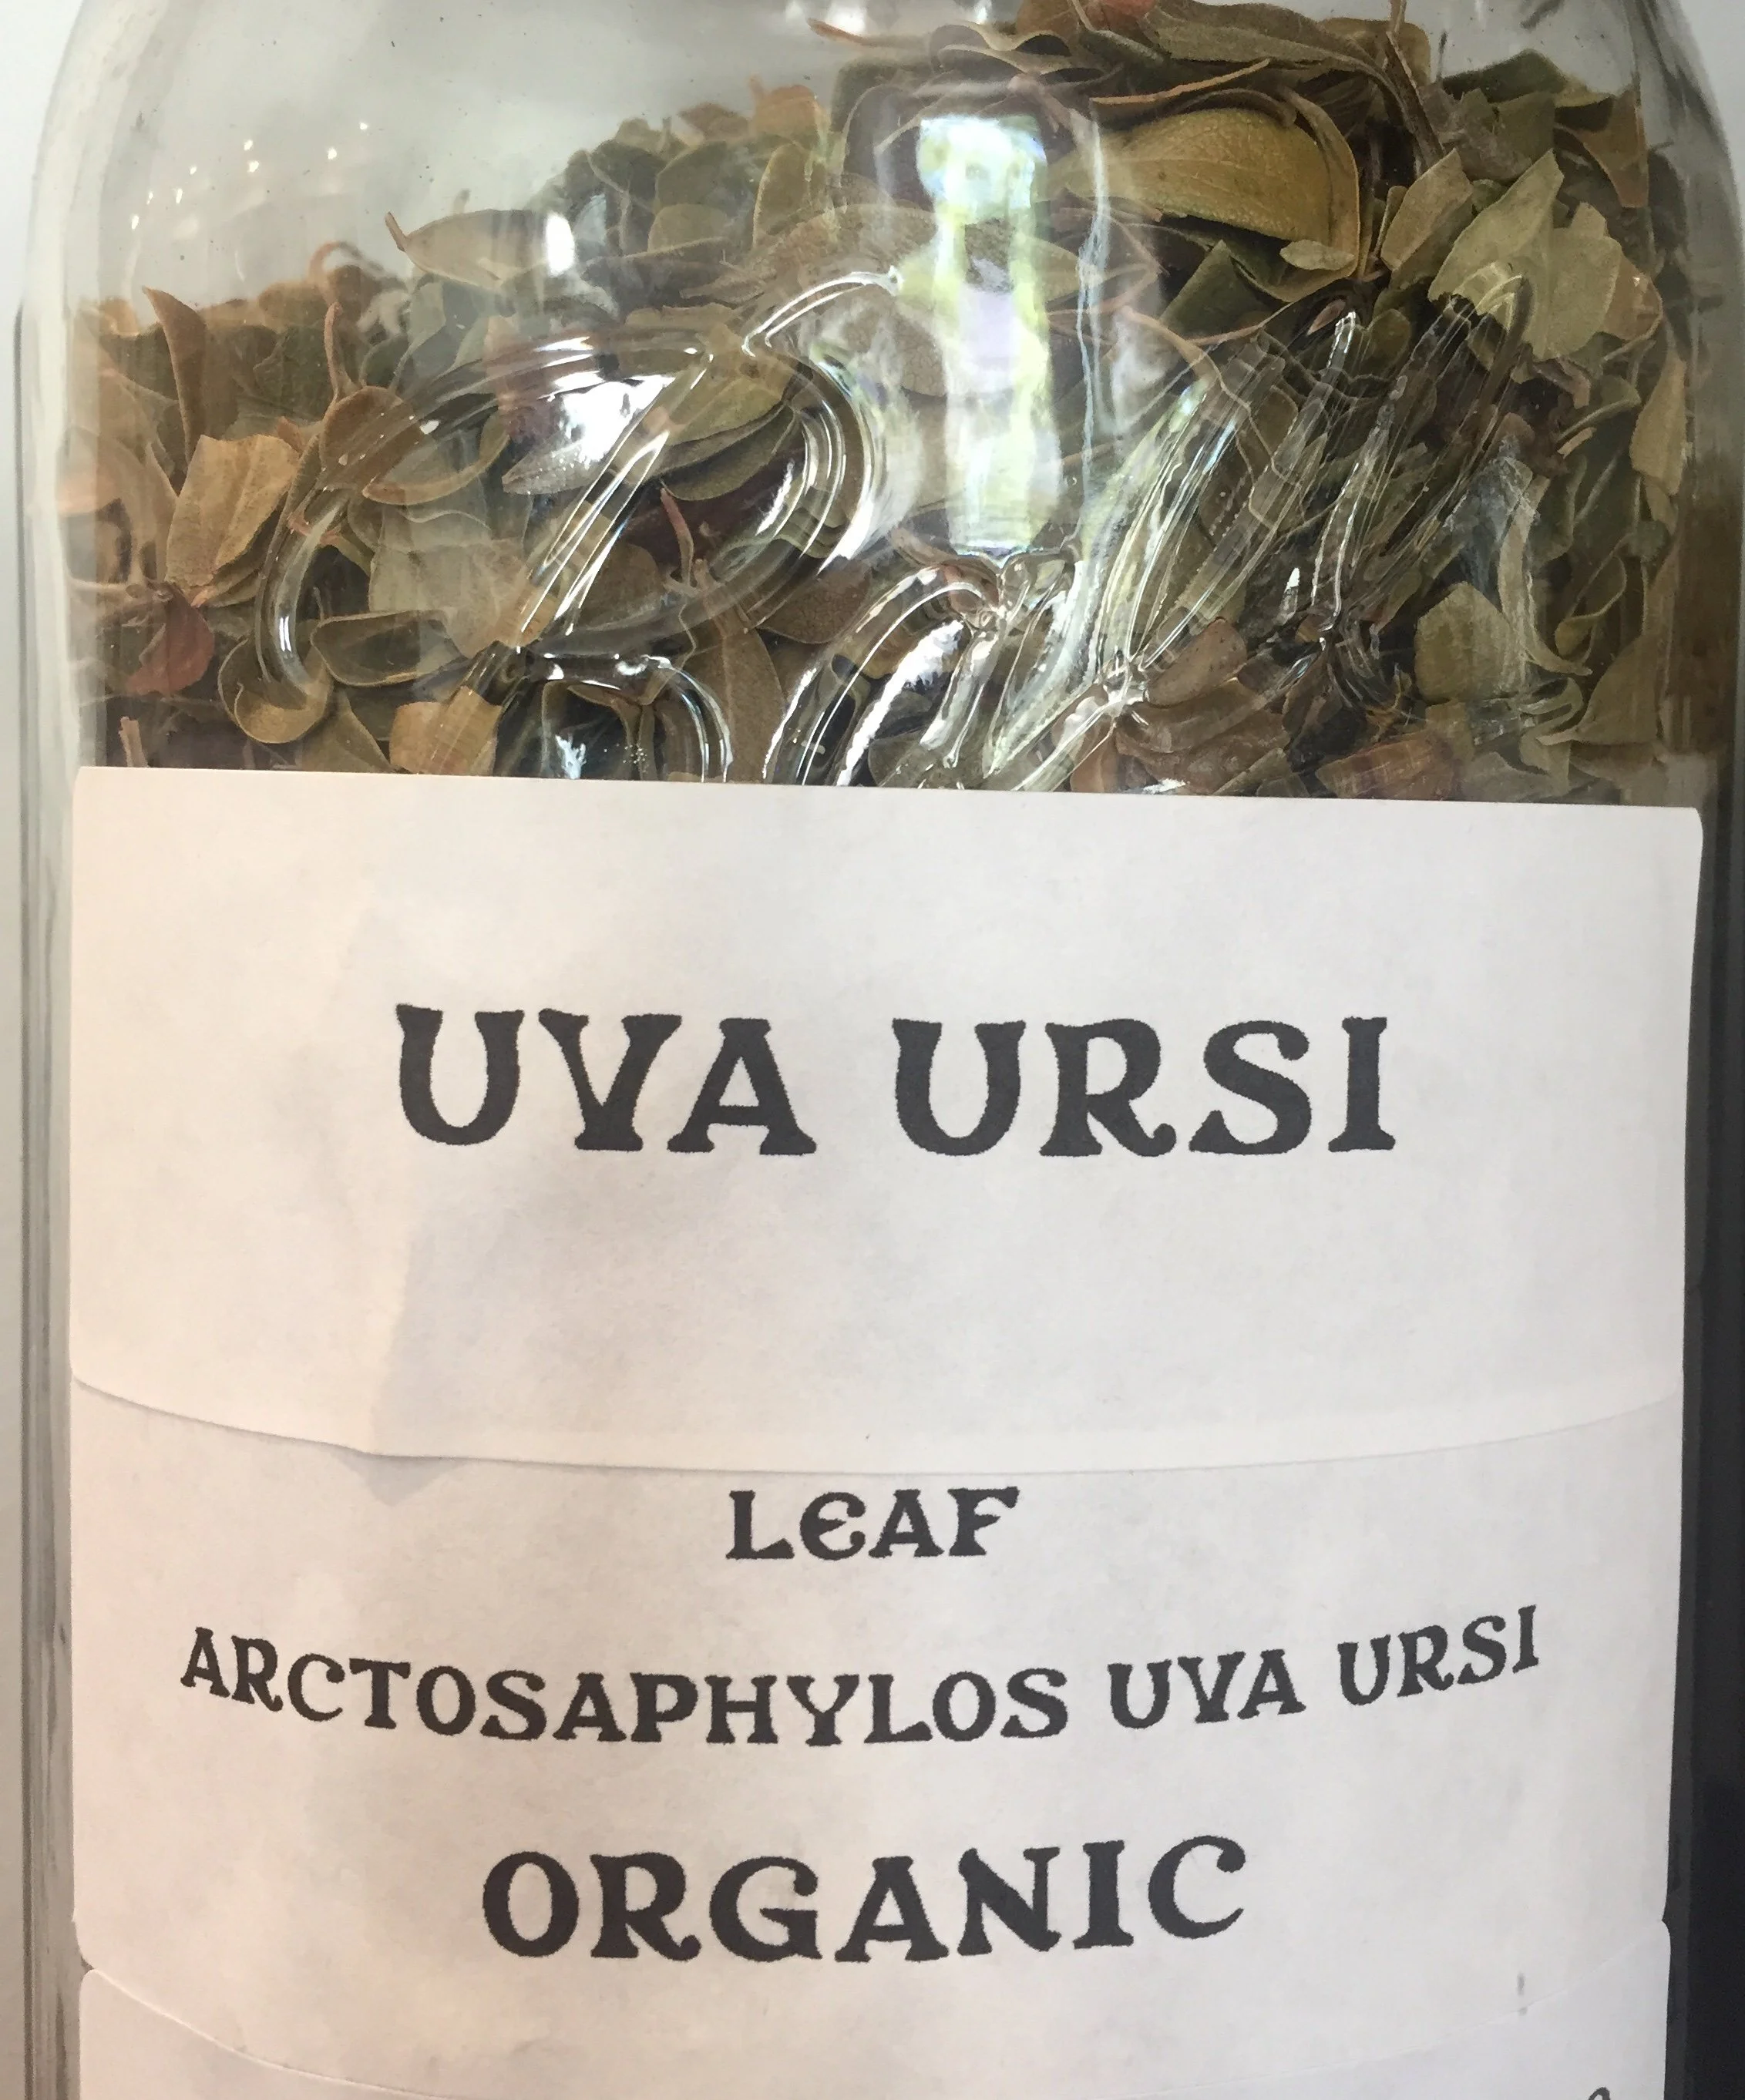 UVA URSI
LEAF
ARCTOSAPHYLOS UVA URSI
ORGANIC